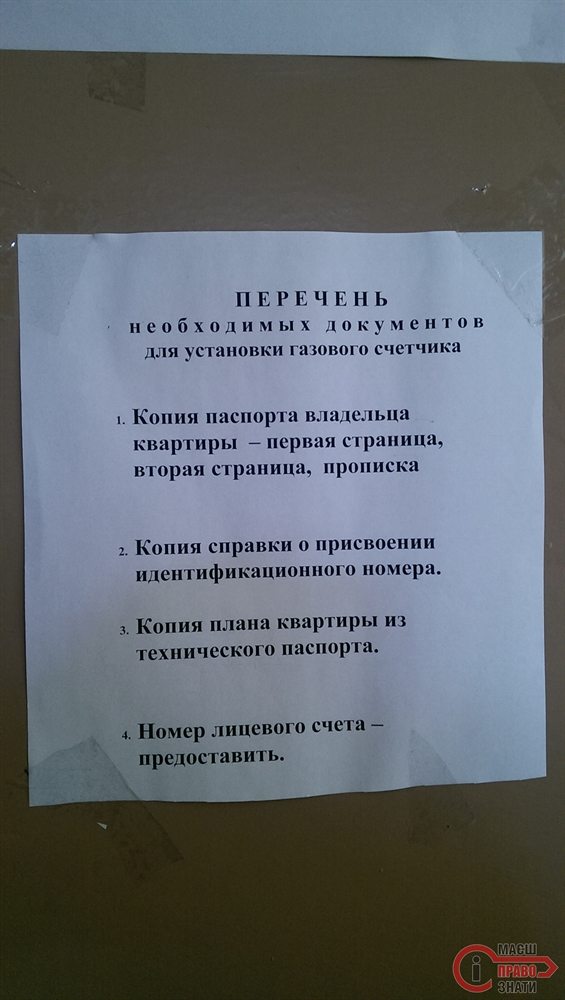 ПЕРЕЧЕНЬ
необходимых документов
для установки газового счетчика
1. Копия паспорта владельца
квартиры – первая страница,
вторая страница, прописка
2. Копия справки о присвоении
идентификационного номера.
3. Копия плана квартиры из
технического паспорта.
4. Номер лицевого счета –
предоставить.
МАЄШ
ПРАВО
ЗНАТИ